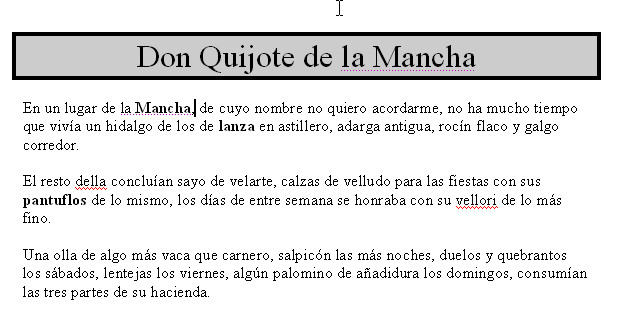 Don Quijote de la Mancha
En un lugar de la Mancha, de cuyo nombre no quiero acordarme, no ha mucho tiempo
que vivía un hidalgo de los de lanza en astillero, adarga antigua, rocín flaco y galgo
corredor.
El resto della concluían sayo de velarte, calzas de velludo para las fiestas con sus
pantuflos de lo mismo, los días de entre semana se honraba con su vellori de lo más
fino.
Una olla de algo más vaca que carnero, salpicón las más noches, duelos y quebrantos
los sábados, lentejas los viernes, algún palomino de añadidura los domingos, consumían
las tres partes de su hacienda.